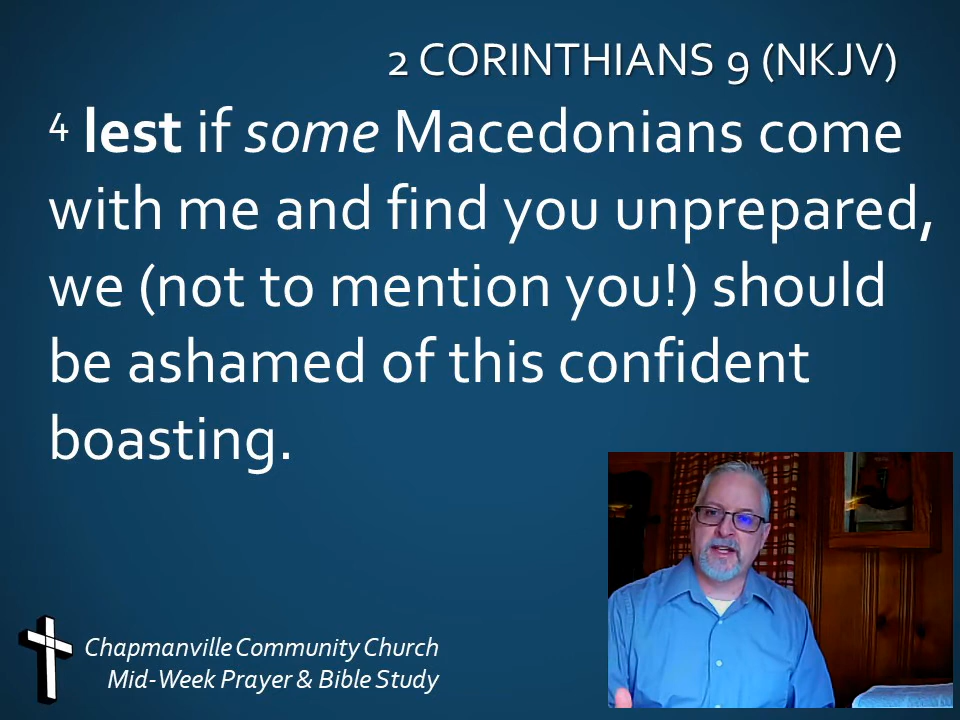 2 CORINTHIANS 9 (NKJV)
4 lest if some Macedonians come
with me and find you unprepared,
we (not to mention you!) should
be ashamed of this confident
boasting.
Chapmanville Community Church
Mid-Week Prayer & Bible Study